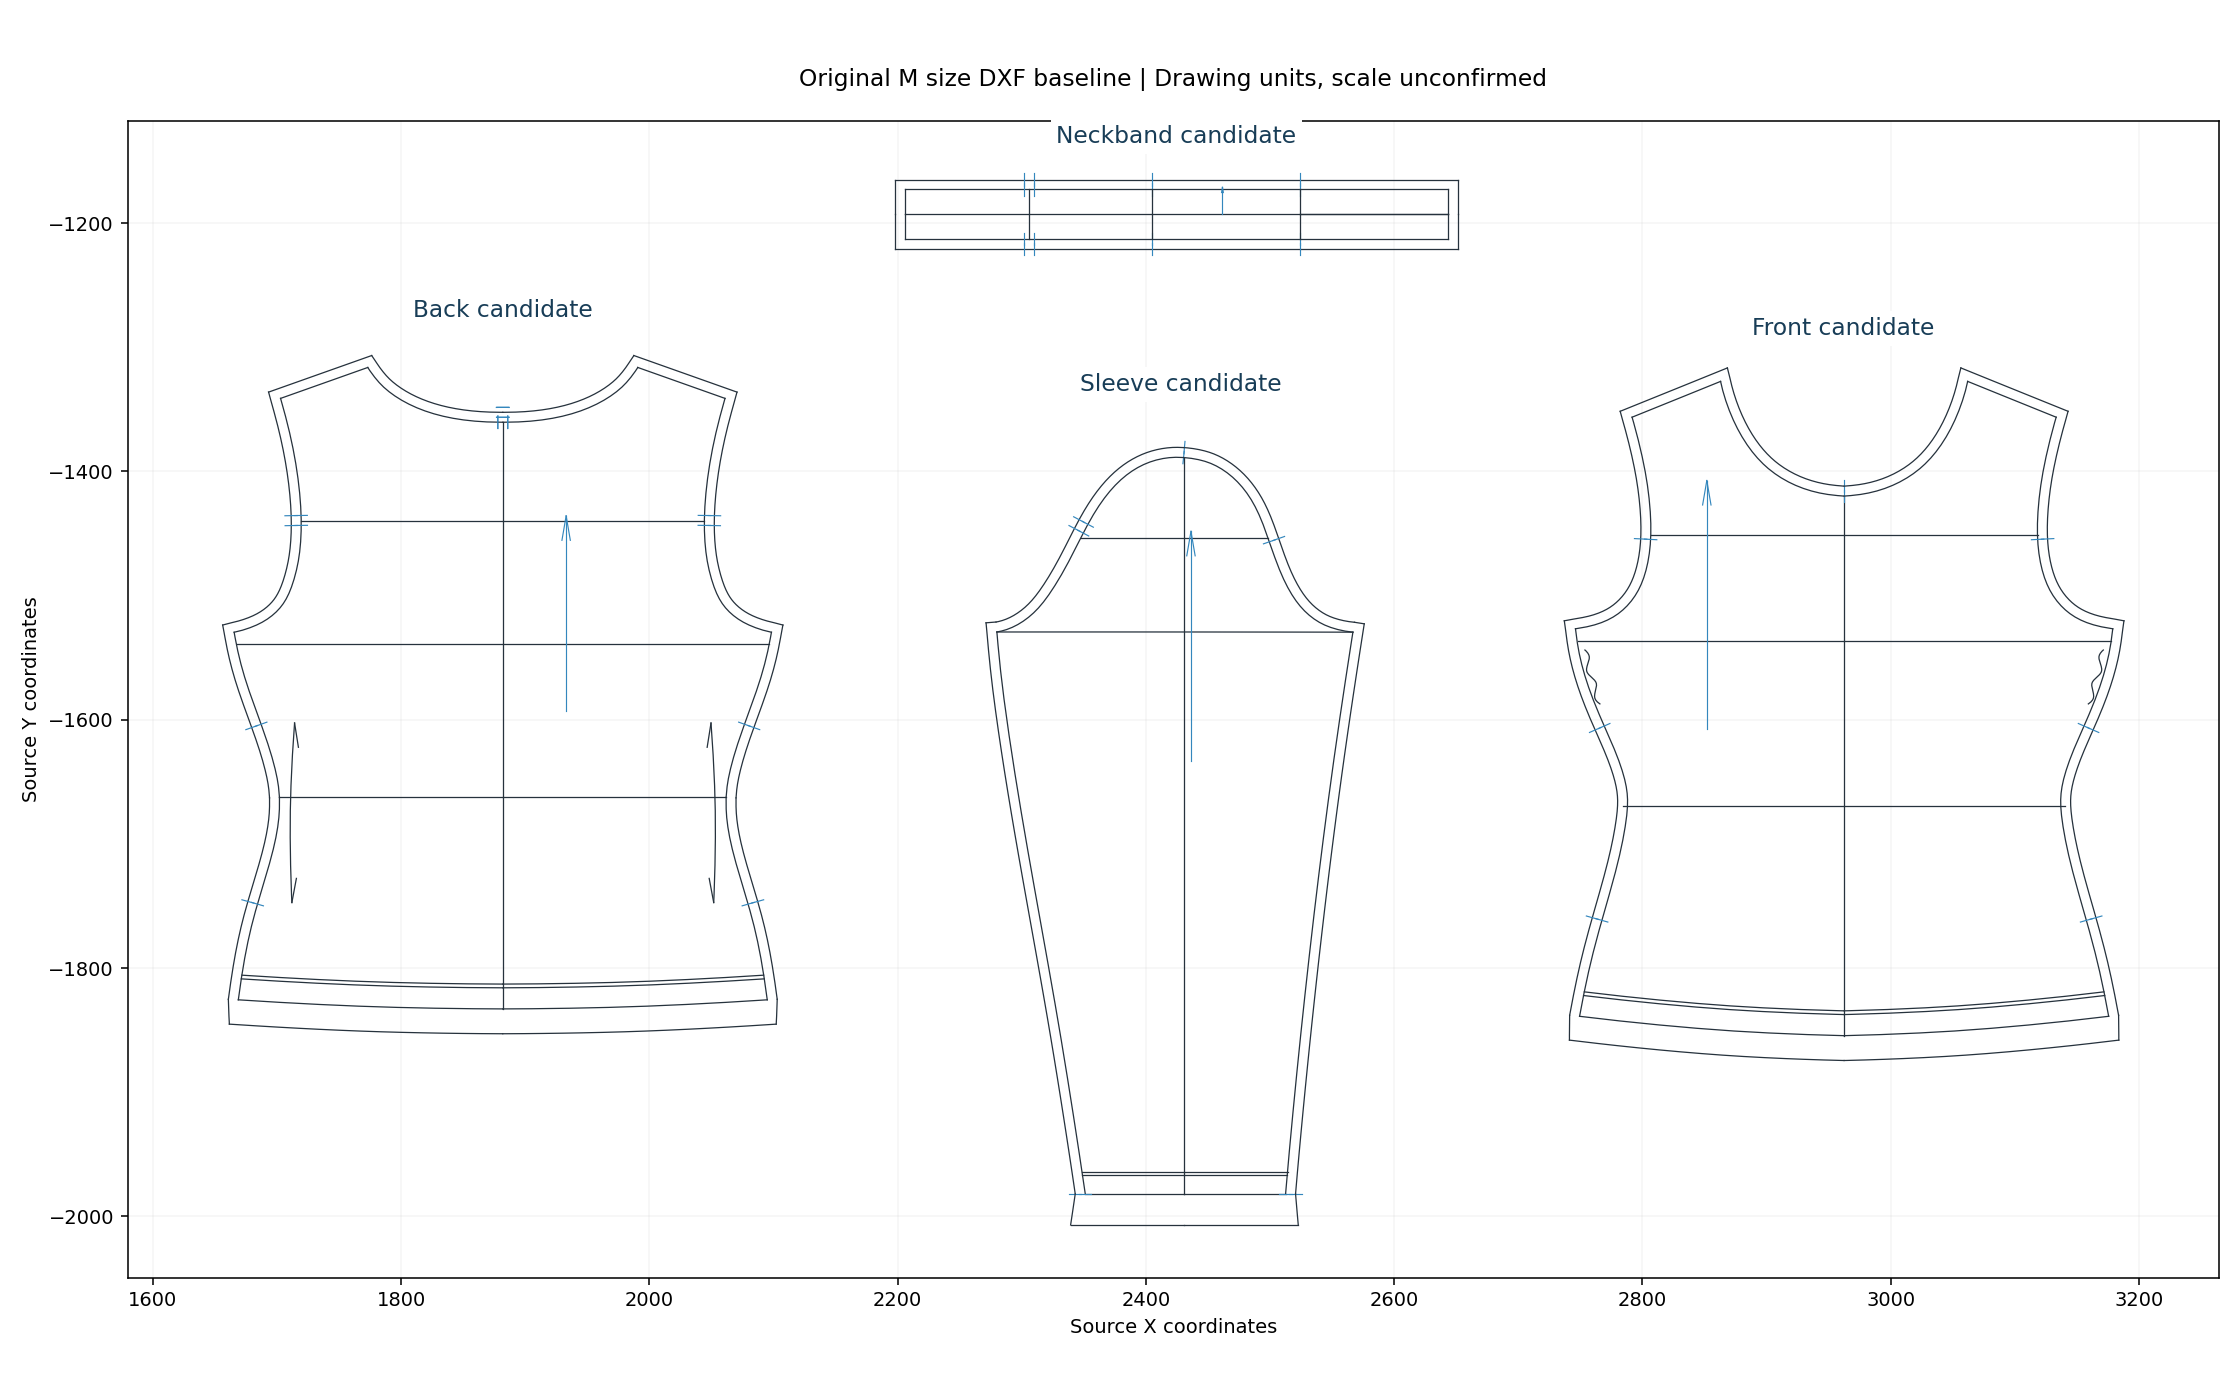 Original M size DXF baseline | Drawing units, scale unconfirmed
Neckband candidate
Back candidate
Front candidate
Sleeve candidate
Source Y coordinates
−1200
−1400
−1600
−1800
−2000
1600 1800 2000 2200 2400 2600 2800 3000 3200
Source X coordinates